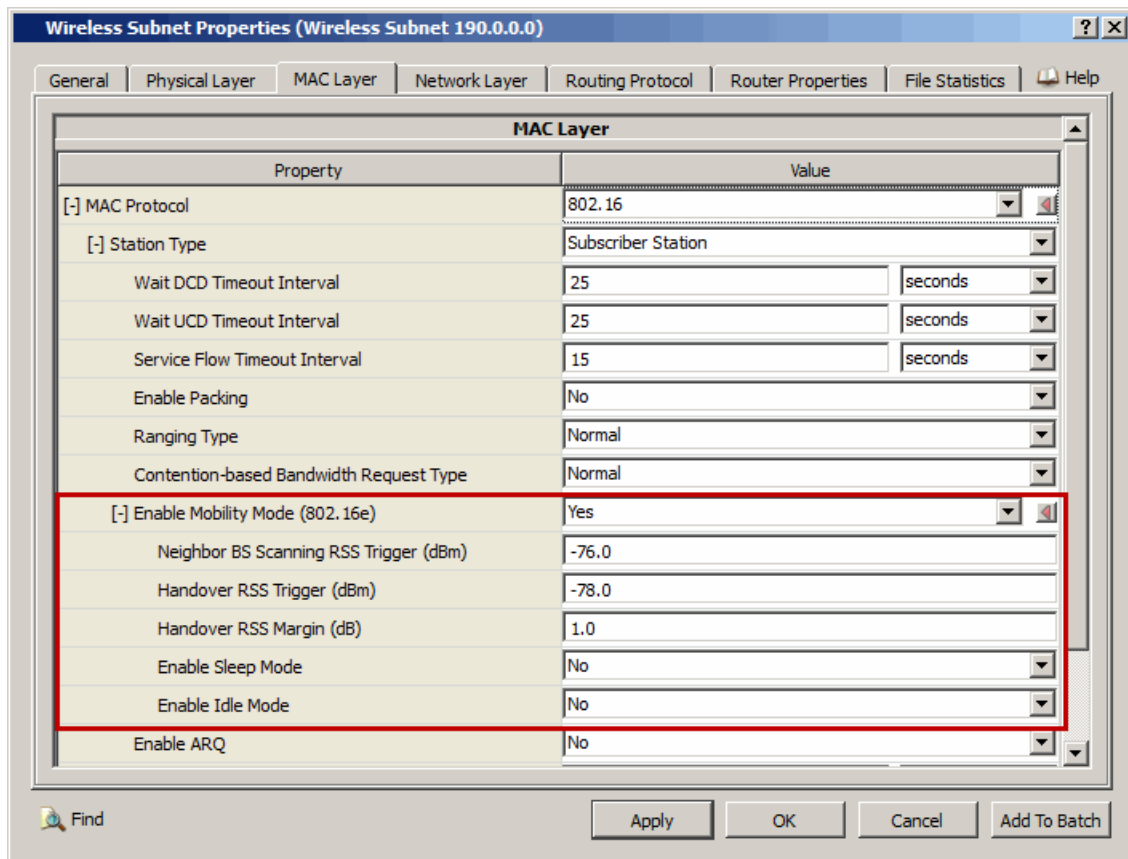 Wireless Subnet Properties (Wireless Subnet 190.0.0.0) ? X
General Physical Layer MAC Layer Network Layer Routing Protocol Router Properties File Statistics Help
MAC Layer
Property Value
[-] MAC Protocol 802.16
[-] Station Type Subscriber Station
Wait DCD Timeout Interval 25 seconds
Wait UCD Timeout Interval 25 seconds
Service Flow Timeout Interval 15 seconds
Enable Packing No
Ranging Type Normal
Contention-based Bandwidth Request Type Normal
[-] Enable Mobility Mode (802.16e) Yes
Neighbor BS Scanning RSS Trigger (dBm) -76.0
Handover RSS Trigger (dBm) -78.0
Handover RSS Margin (dB) 1.0
Enable Sleep Mode No
Enable Idle Mode No
Enable ARQ No
Find Apply OK Cancel Add To Batch